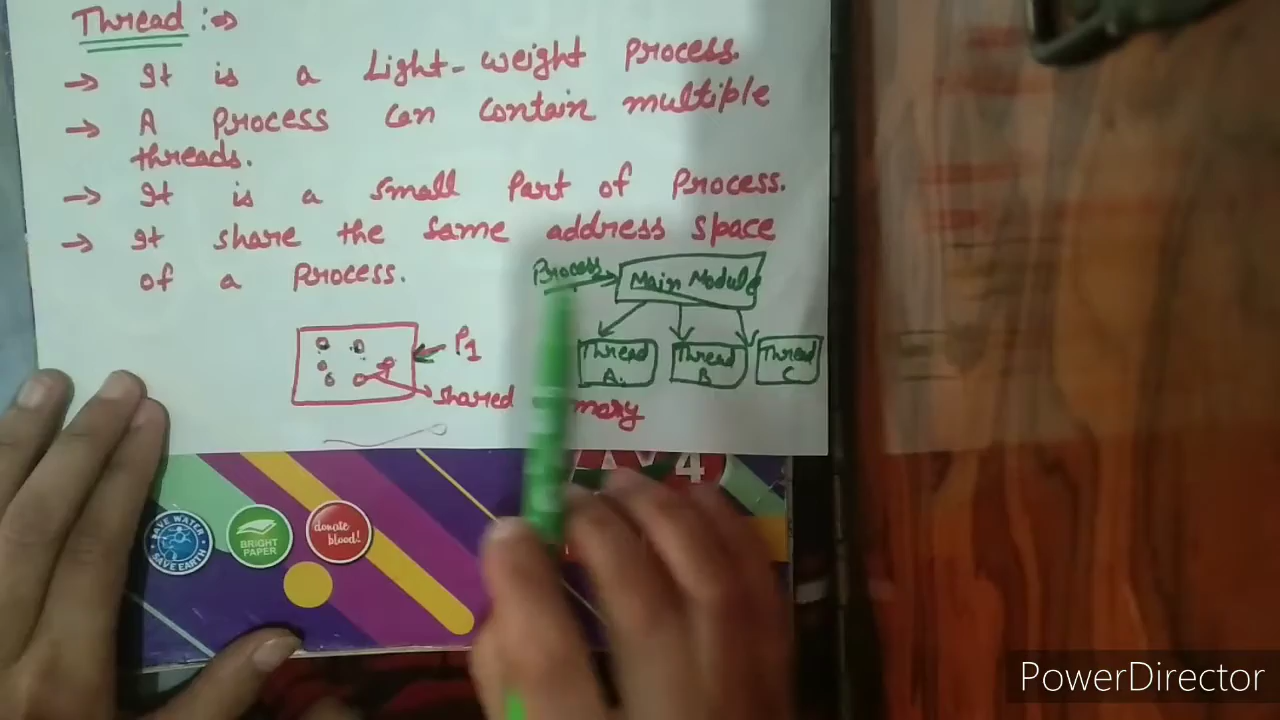 Thread :⇒
→ It is a Light-weight process.
→ A process can contain multiple
threads.
→ It is a small part of process.
→ It share the same address space
of a process.
Process → Main Module
P1
Thread A. Thread B Thread C
shared mory
SAVE WATER SAVE EARTH
BRIGHT PAPER
donate blood!
4
PowerDirector